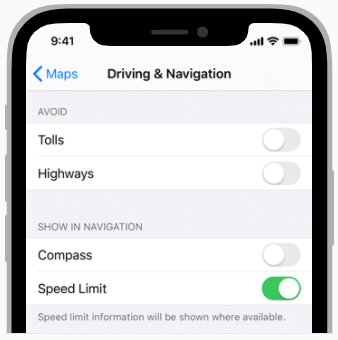 9:41
Maps
Driving & Navigation
AVOID
Tolls
Highways
SHOW IN NAVIGATION
Compass
Speed Limit
Speed limit information will be shown where available.